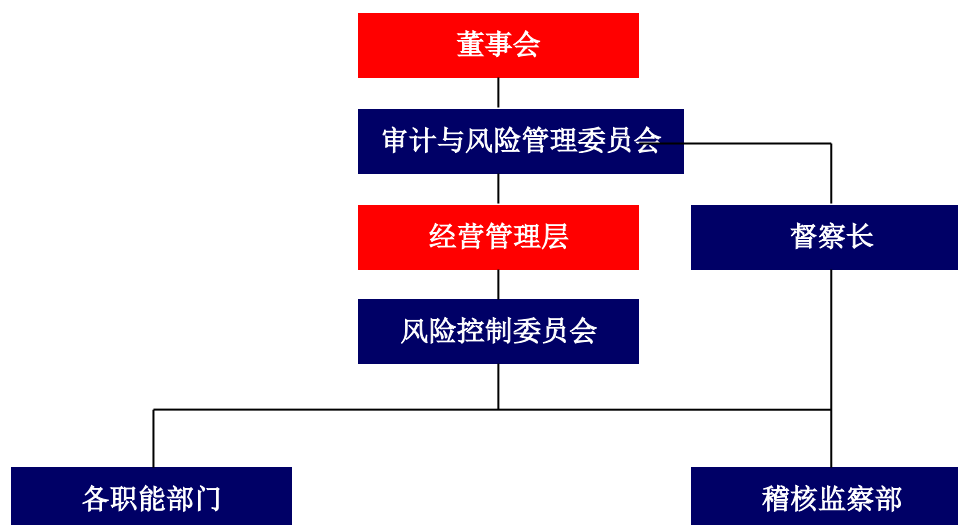 董事会
审计与风险管理委员会
经营管理层
督察长
风险控制委员会
各职能部门
稽核监察部